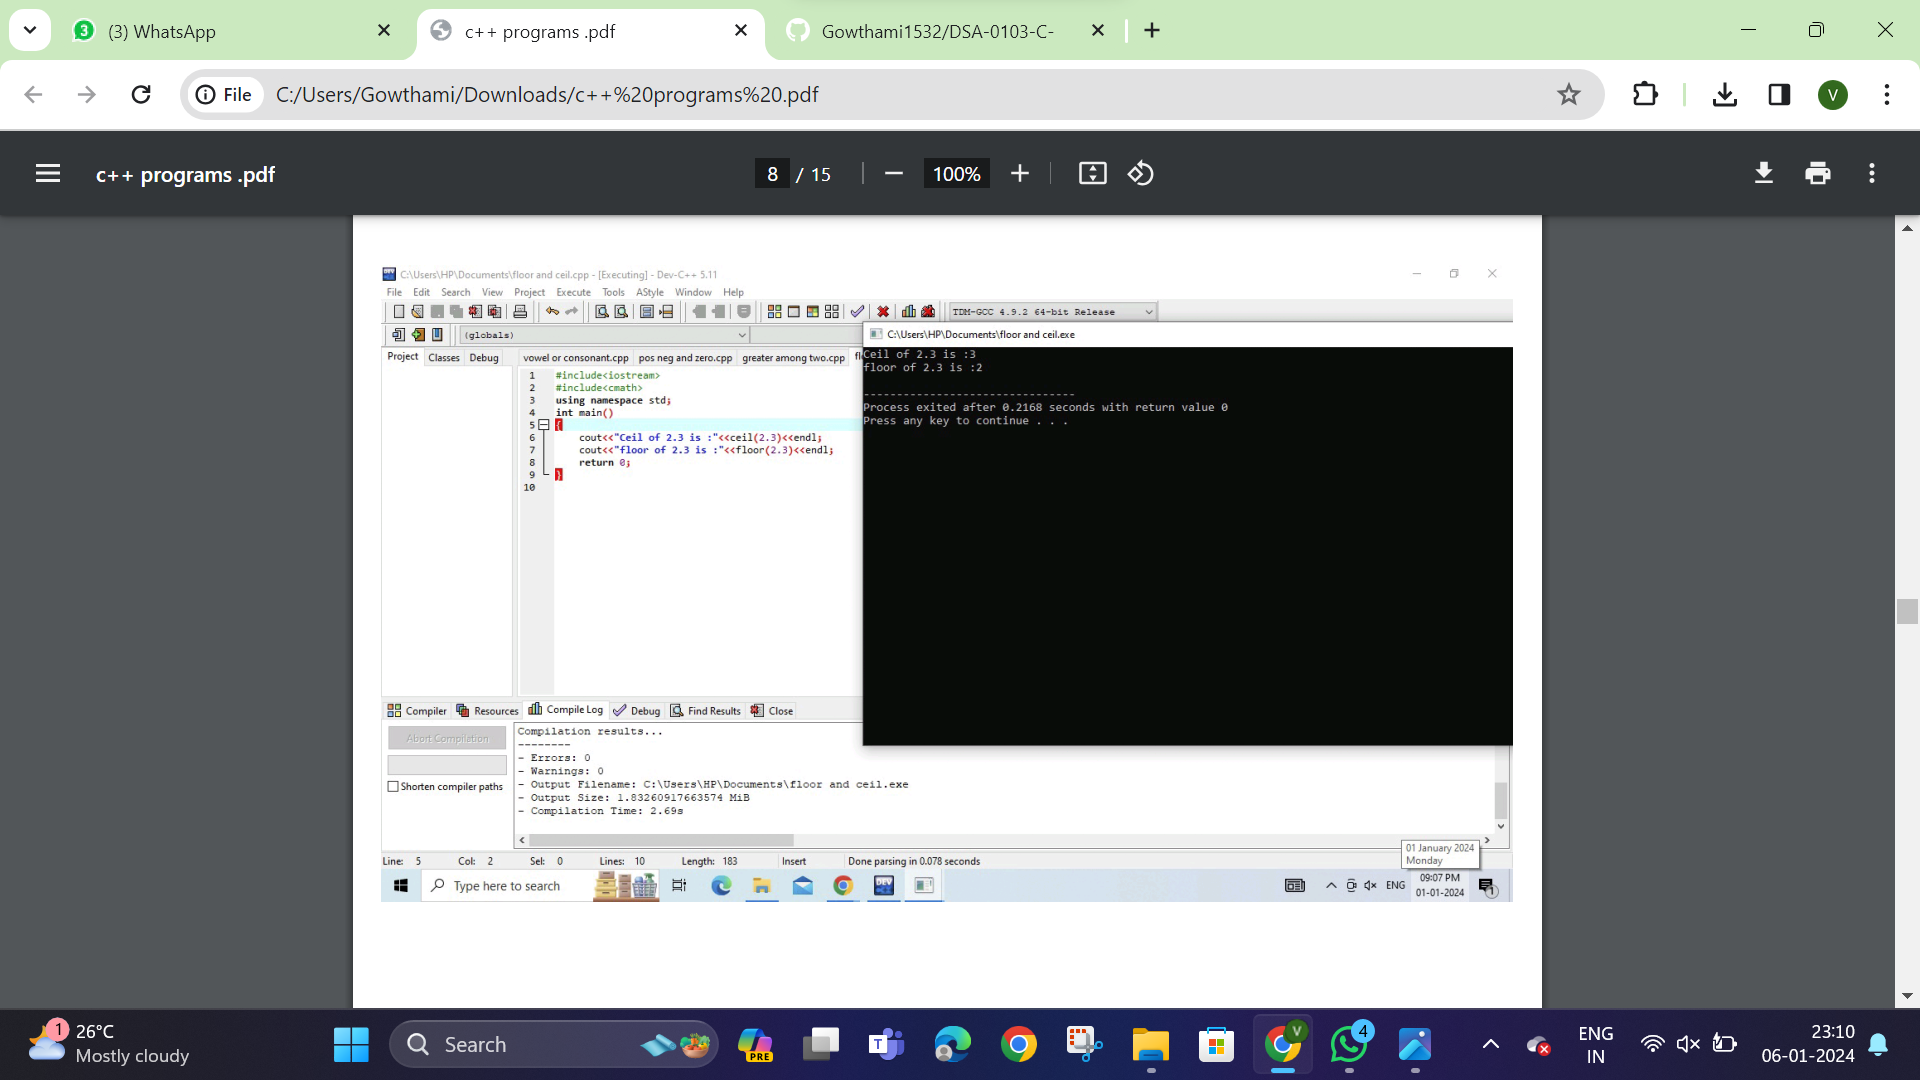 3 (3) WhatsApp
c++ programs .pdf
Gowthami1532/DSA-0103-C-
File C:/Users/Gowthami/Downloads/c++%20programs%20.pdf
V
c++ programs .pdf
8 / 15
100%
C:\Users\HP\Documents\floor and ceil.cpp - [Executing] - Dev-C++ 5.11
File Edit Search View Project Execute Tools AStyle Window Help
TDM-GCC 4.9.2 64-bit Release
(globals)
Project Classes Debug
vowel or consonant.cpp pos neg and zero.cpp greater among two.cpp
1 #include<iostream>
2 #include<cmath>
3 using namespace std;
4 int main()
5 {
6 cout<<"Ceil of 2.3 is :"<<ceil(2.3)<<endl;
7 cout<<"floor of 2.3 is :"<<floor(2.3)<<endl;
8 return 0;
9 }
10
C:\Users\HP\Documents\floor and ceil.exe
Ceil of 2.3 is :3
floor of 2.3 is :2
--------------------------------
Process exited after 0.2168 seconds with return value 0
Press any key to continue . . .
Compiler Resources Compile Log Debug Find Results Close
Abort Compilation
Shorten compiler paths
Compilation results...
--------
- Errors: 0
- Warnings: 0
- Output Filename: C:\Users\HP\Documents\floor and ceil.exe
- Output Size: 1.83260917663574 MiB
- Compilation Time: 2.69s
01 January 2024
Monday
Line: 5 Col: 2 Sel: 0 Lines: 10 Length: 183 Insert Done parsing in 0.078 seconds
Type here to search
DEV
ENG
09:07 PM
01-01-2024
1
1
26°C
Mostly cloudy
Search
PRE
V
4
ENG
IN
23:10
06-01-2024